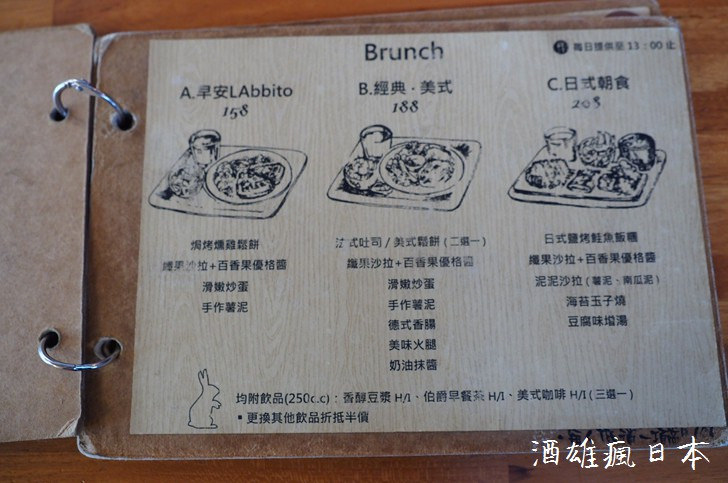 Brunch
每日提供至 13：00 止
A.早安LAbbito
158
焗烤燻雞鬆餅
纖果沙拉+百香果優格醬
滑嫩炒蛋
手作薯泥
B.經典·美式
188
法式吐司 / 美式鬆餅 (二選一)
纖果沙拉+百香果優格醬
滑嫩炒蛋
手作薯泥
德式香腸
美味火腿
奶油抹醬
C.日式朝食
208
日式鹽烤鮭魚飯糰
纖果沙拉+百香果優格醬
泥泥沙拉 (薯泥、南瓜泥)
海苔玉子燒
豆腐味增湯
均附飲品(250c.c)：香醇豆漿 H/I、伯爵早餐茶 H/I、美式咖啡 H/I (三選一)
▪更換其他飲品折抵半價
酒雄瘋日本